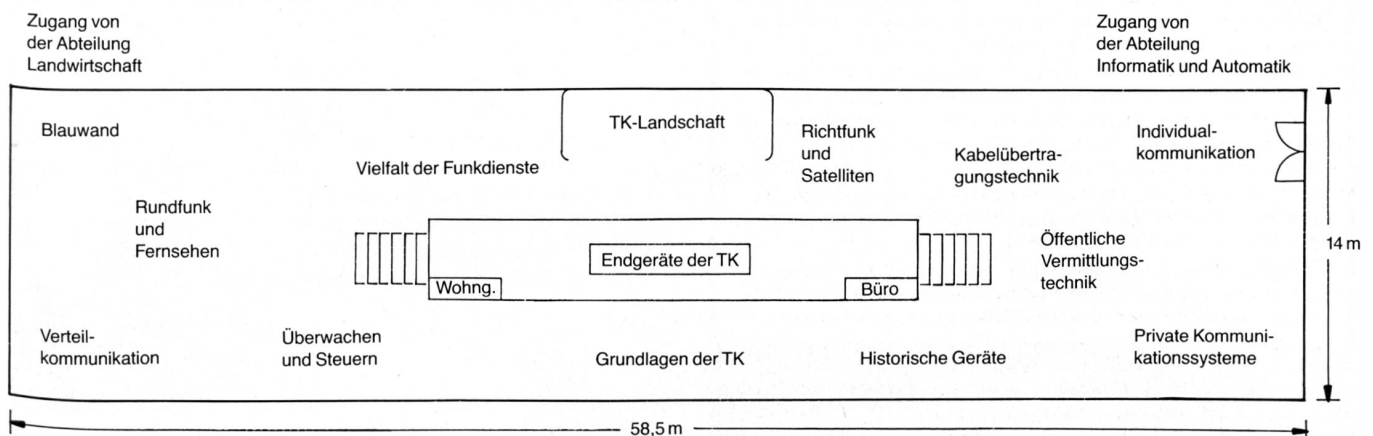 Zugang von
der Abteilung
Landwirtschaft
Zugang von
der Abteilung
Informatik und Automatik
Blauwand
TK-Landschaft
Richtfunk
und
Satelliten
Individual-
kommunikation
Vielfalt der Funkdienste
Kabelübertra-
gungstechnik
Rundfunk
und
Fernsehen
Endgeräte der TK
Öffentliche
Vermittlungs-
technik
14 m
Wohng.
Büro
Verteil-
kommunikation
Überwachen
und Steuern
Grundlagen der TK
Historische Geräte
Private Kommuni-
kationssysteme
58,5 m